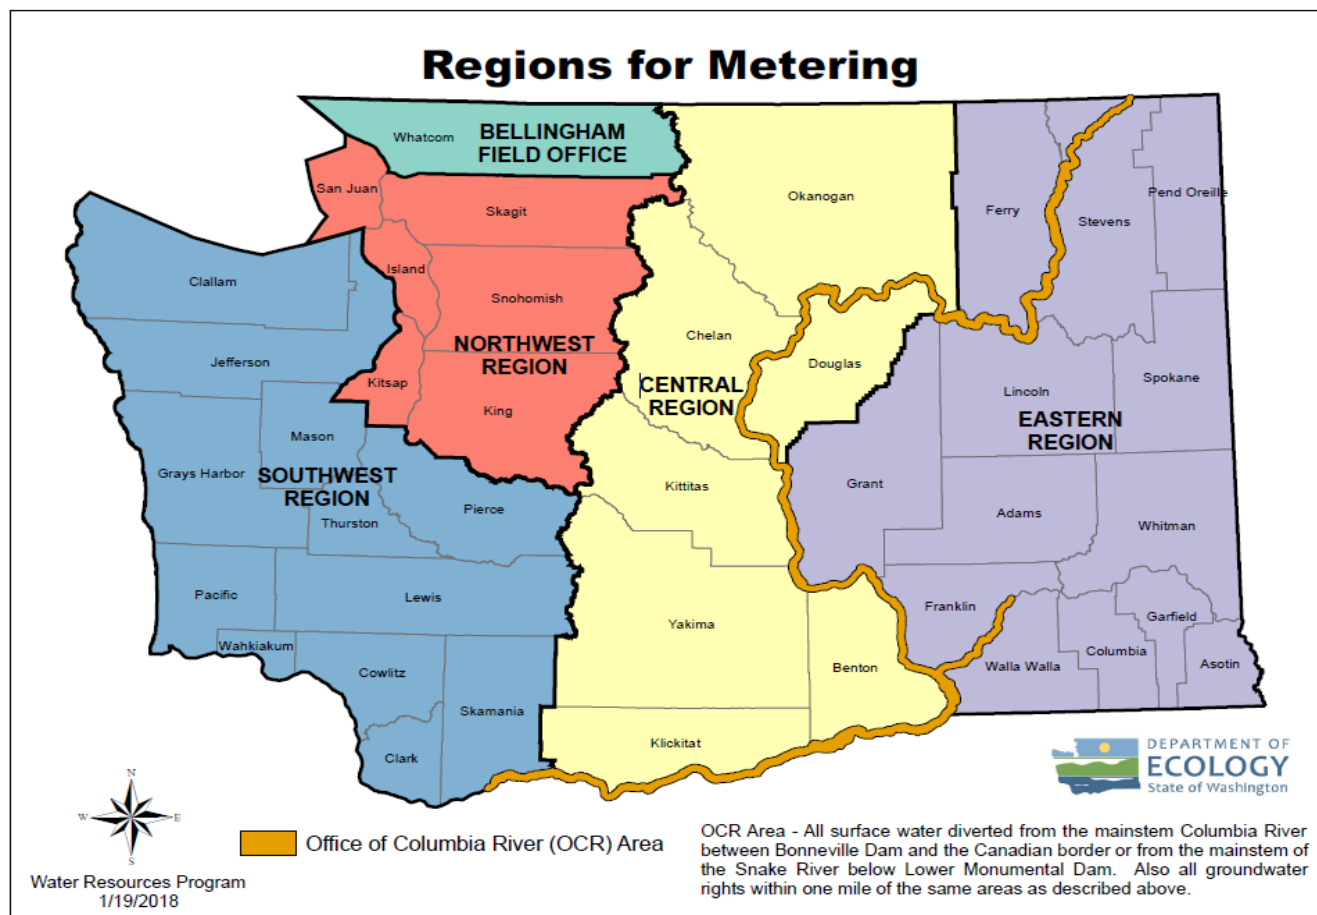 Regions for Metering
Whatcom
BELLINGHAM
FIELD OFFICE
San Juan
Skagit
Okanogan
Ferry
Stevens
Pend Oreille
Clallam
Island
Snohomish
Chelan
Douglas
Jefferson
NORTHWEST
REGION
Kitsap
King
CENTRAL
REGION
Lincoln
Spokane
EASTERN
REGION
Mason
Grays Harbor
SOUTHWEST
REGION
Thurston
Pierce
Kittitas
Grant
Adams
Whitman
Pacific
Lewis
Yakima
Franklin
Garfield
Wahkiakum
Cowlitz
Skamania
Benton
Walla Walla
Columbia
Asotin
Clark
Klickitat
DEPARTMENT OF
ECOLOGY
State of Washington
N
W
E
S
Water Resources Program
1/19/2018
Office of Columbia River (OCR) Area
OCR Area - All surface water diverted from the mainstem Columbia River
between Bonneville Dam and the Canadian border or from the mainstem of
the Snake River below Lower Monumental Dam. Also all groundwater
rights within one mile of the same areas as described above.